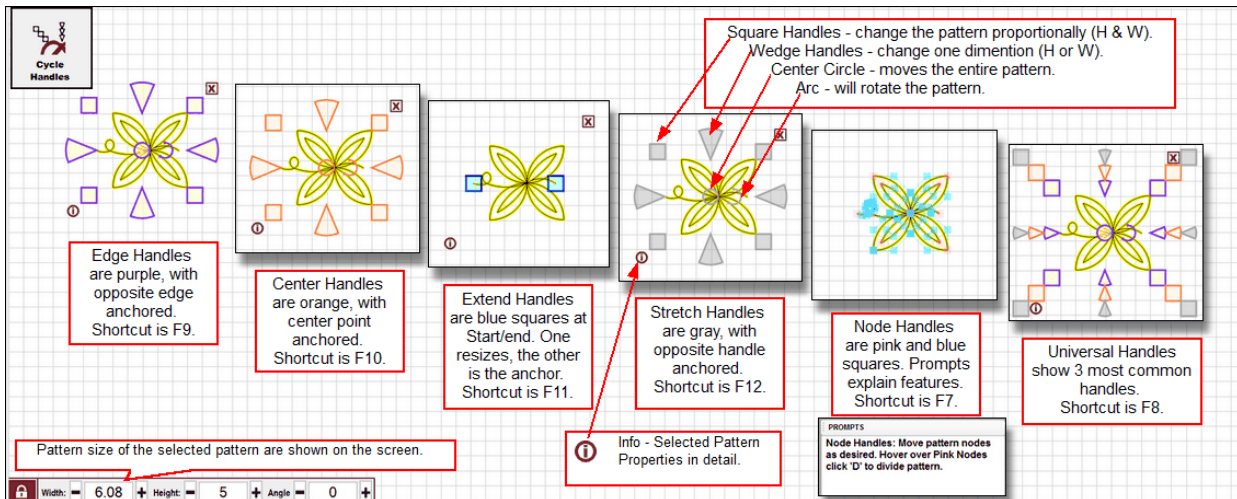 Cycle
Handles
Square Handles - change the pattern proportionally (H & W).
Wedge Handles - change one dimention (H or W).
Center Circle - moves the entire pattern.
Arc - will rotate the pattern.
X
X
X
X
X
i
i
i
i
i
Edge Handles
are purple, with
opposite edge
anchored.
Shortcut is F9.
Center Handles
are orange, with
center point
anchored.
Shortcut is F10.
Extend Handles
are blue squares at
Start/end. One
resizes, the other
is the anchor.
Shortcut is F11.
Stretch Handles
are gray, with
opposite handle
anchored.
Shortcut is F12.
Node Handles
are pink and blue
squares. Prompts
explain features.
Shortcut is F7.
Universal Handles
show 3 most common
handles.
Shortcut is F8.
PROMPTS
Node Handles: Move pattern nodes
as desired. Hover over Pink Nodes
click 'D' to divide pattern.
i
Info - Selected Pattern
Properties in detail.
Pattern size of the selected pattern are shown on the screen.
Width: - 6.08 + Height: - 5 + Angle - 0 +